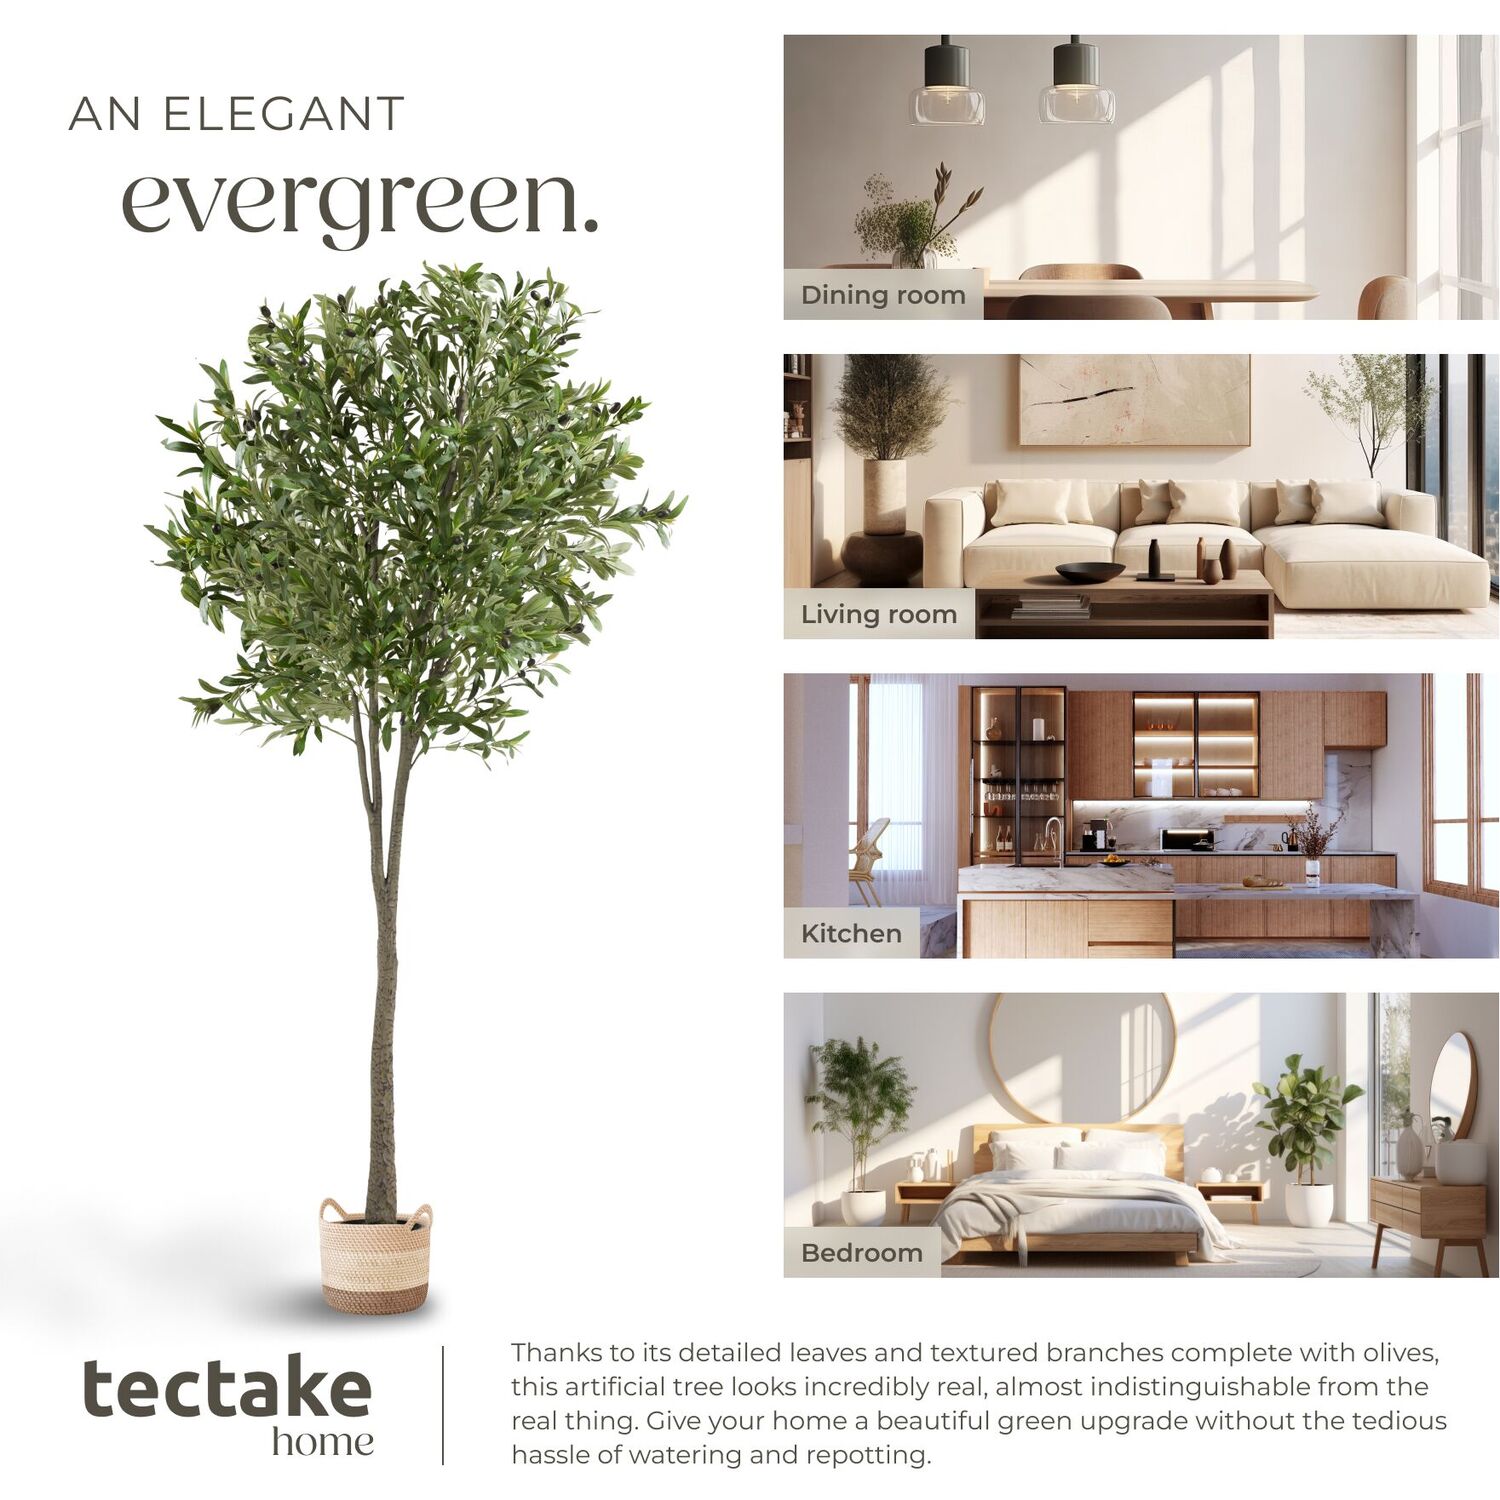 AN ELEGANT
evergreen.
Dining room
Living room
Kitchen
Bedroom
tectake
home
Thanks to its detailed leaves and textured branches complete with olives,
this artificial tree looks incredibly real, almost indistinguishable from the
real thing. Give your home a beautiful green upgrade without the tedious
hassle of watering and repotting.